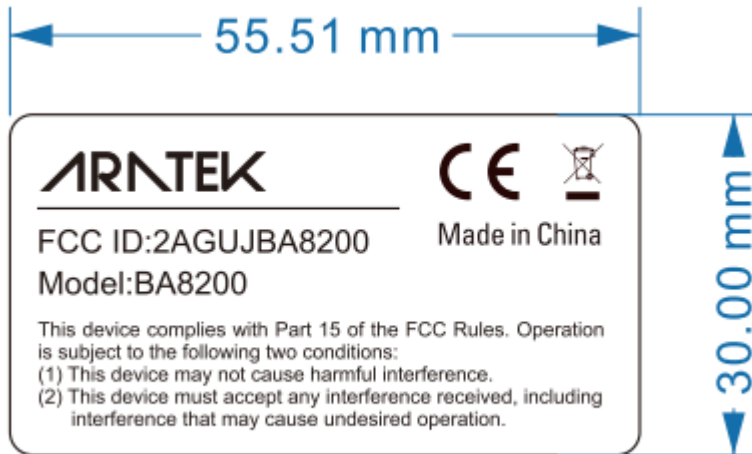 55.51 mm
ARATEK
CE
FCC ID:2AGUJBA8200
Made in China
Model:BA8200
This device complies with Part 15 of the FCC Rules. Operation
is subject to the following two conditions:
(1) This device may not cause harmful interference.
(2) This device must accept any interference received, including
interference that may cause undesired operation.
30.00 mm